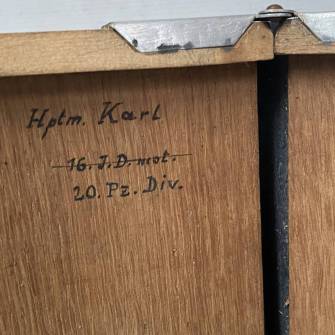 Hptm. Karl
16. J.D. mot.
20. Pz. Div.